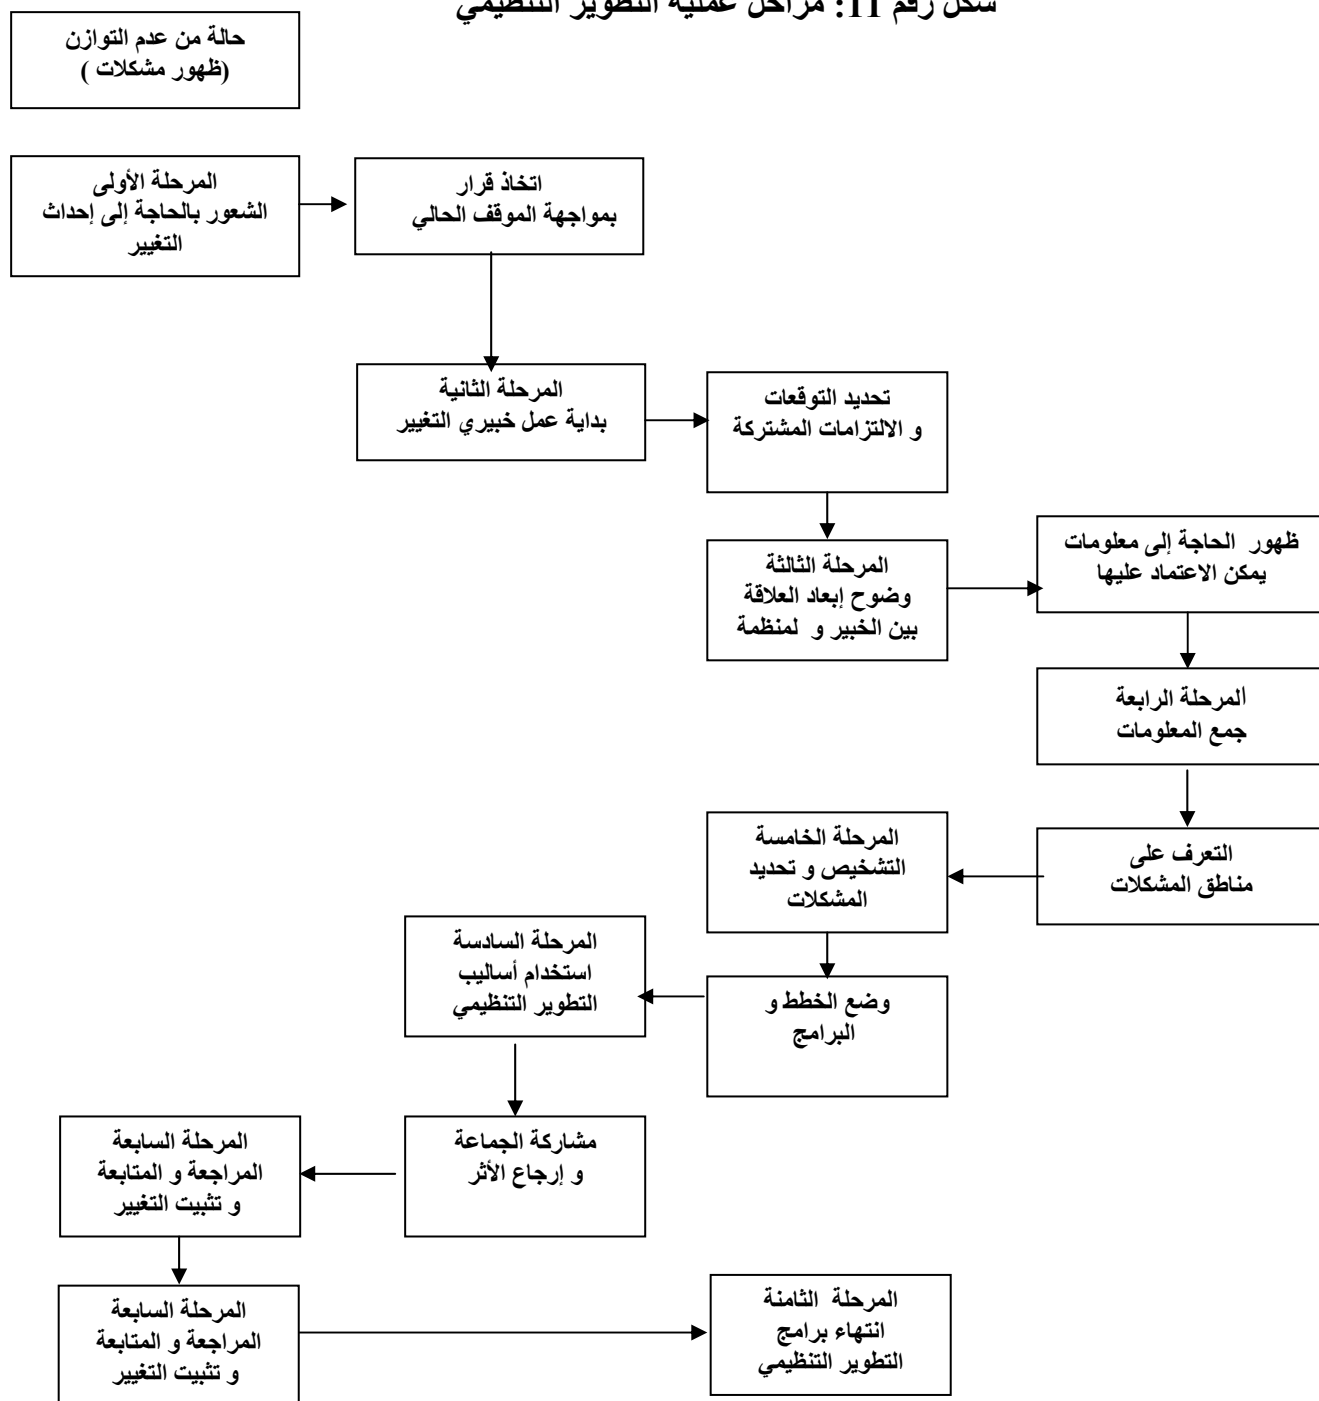 شكل رقم 11: مراحل عملية التطوير التنظيمي
حالة من عدم التوازن
(ظهور مشكلات )
المرحلة الأولى
الشعور بالحاجة إلى إحداث
التغيير
اتخاذ قرار
بمواجهة الموقف الحالي
المرحلة الثانية
بداية عمل خبيري التغيير
تحديد التوقعات
و الالتزامات المشتركة
المرحلة الثالثة
وضوح إبعاد العلاقة
بين الخبير و لمنظمة
ظهور الحاجة إلى معلومات
يمكن الاعتماد عليها
المرحلة الرابعة
جمع المعلومات
التعرف على
مناطق المشكلات
المرحلة الخامسة
التشخيص و تحديد
المشكلات
وضع الخطط و
البرامج
المرحلة السادسة
استخدام أساليب
التطوير التنظيمي
مشاركة الجماعة
و إرجاع الأثر
المرحلة السابعة
المراجعة و المتابعة
و تثبيت التغيير
المرحلة السابعة
المراجعة و المتابعة
و تثبيت التغيير
المرحلة الثامنة
انتهاء برامج
التطوير التنظيمي